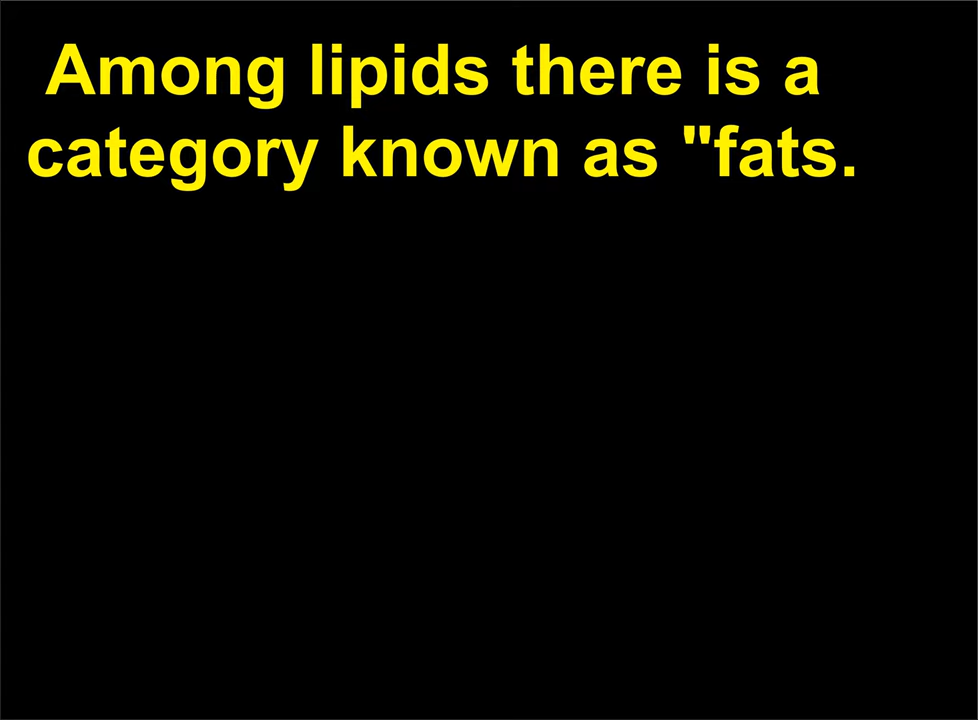 Among lipids there is a
category known as "fats.